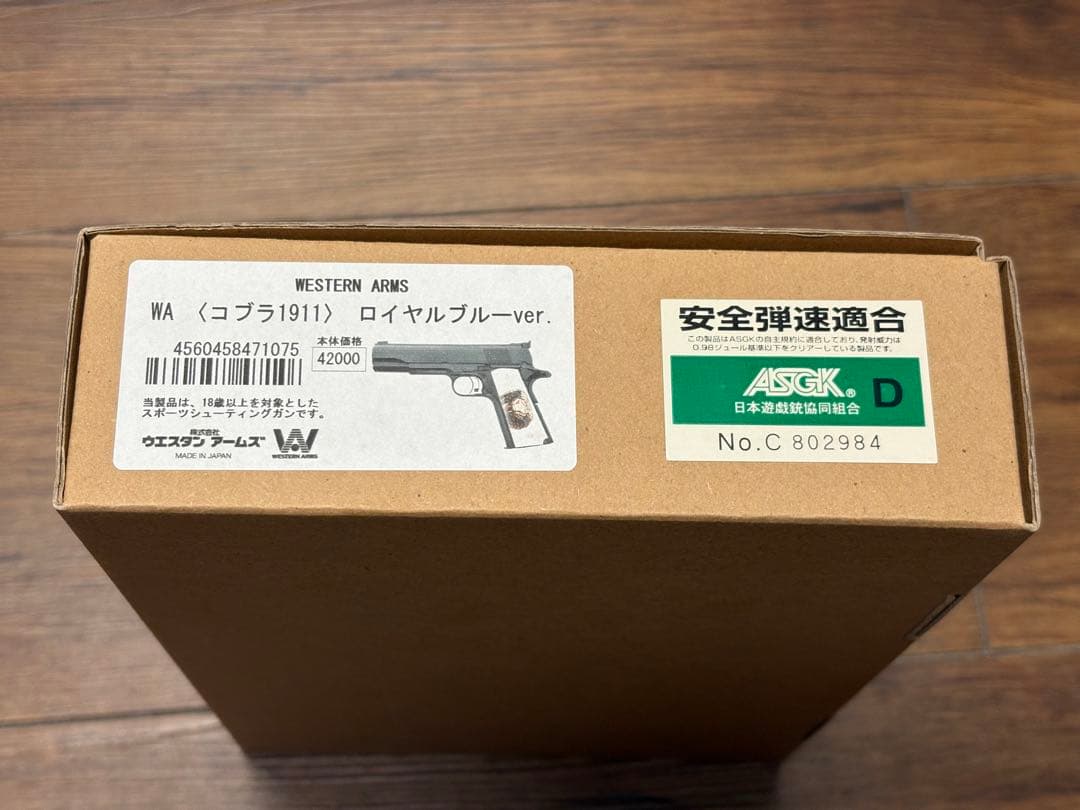 WESTERN ARMS
WA 〈コブラ1911〉 ロイヤルブルーver.
4560458471075
本体価格
42000
当製品は、18歳以上を対象とした
スポーツシューティングガンです。
株式会社
ウエスタン アームズ
MADE IN JAPAN
W
WESTERN ARMS
安全弾速適合
この製品はASGKの自主規約に適合しており、発射威力は
0.98ジュール基準以下をクリアーしている製品です。
ASGK®
日本遊戯銃協同組合
D
No.C 802984